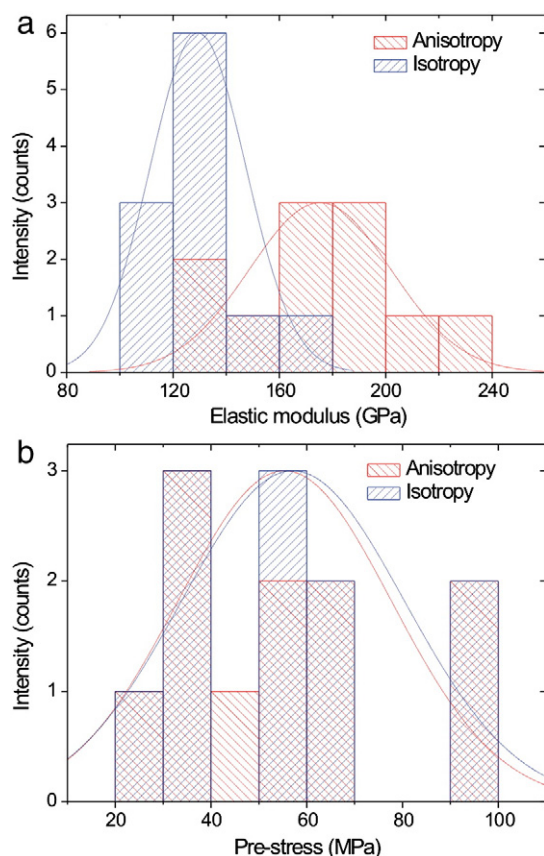 a
6
Anisotropy
Isotropy
5
4
3
2
1
0
Intensity (counts)
80 120 160 200 240
Elastic modulus (GPa)
b
3
Anisotropy
Isotropy
2
1
0
Intensity (counts)
20 40 60 80 100
Pre-stress (MPa)